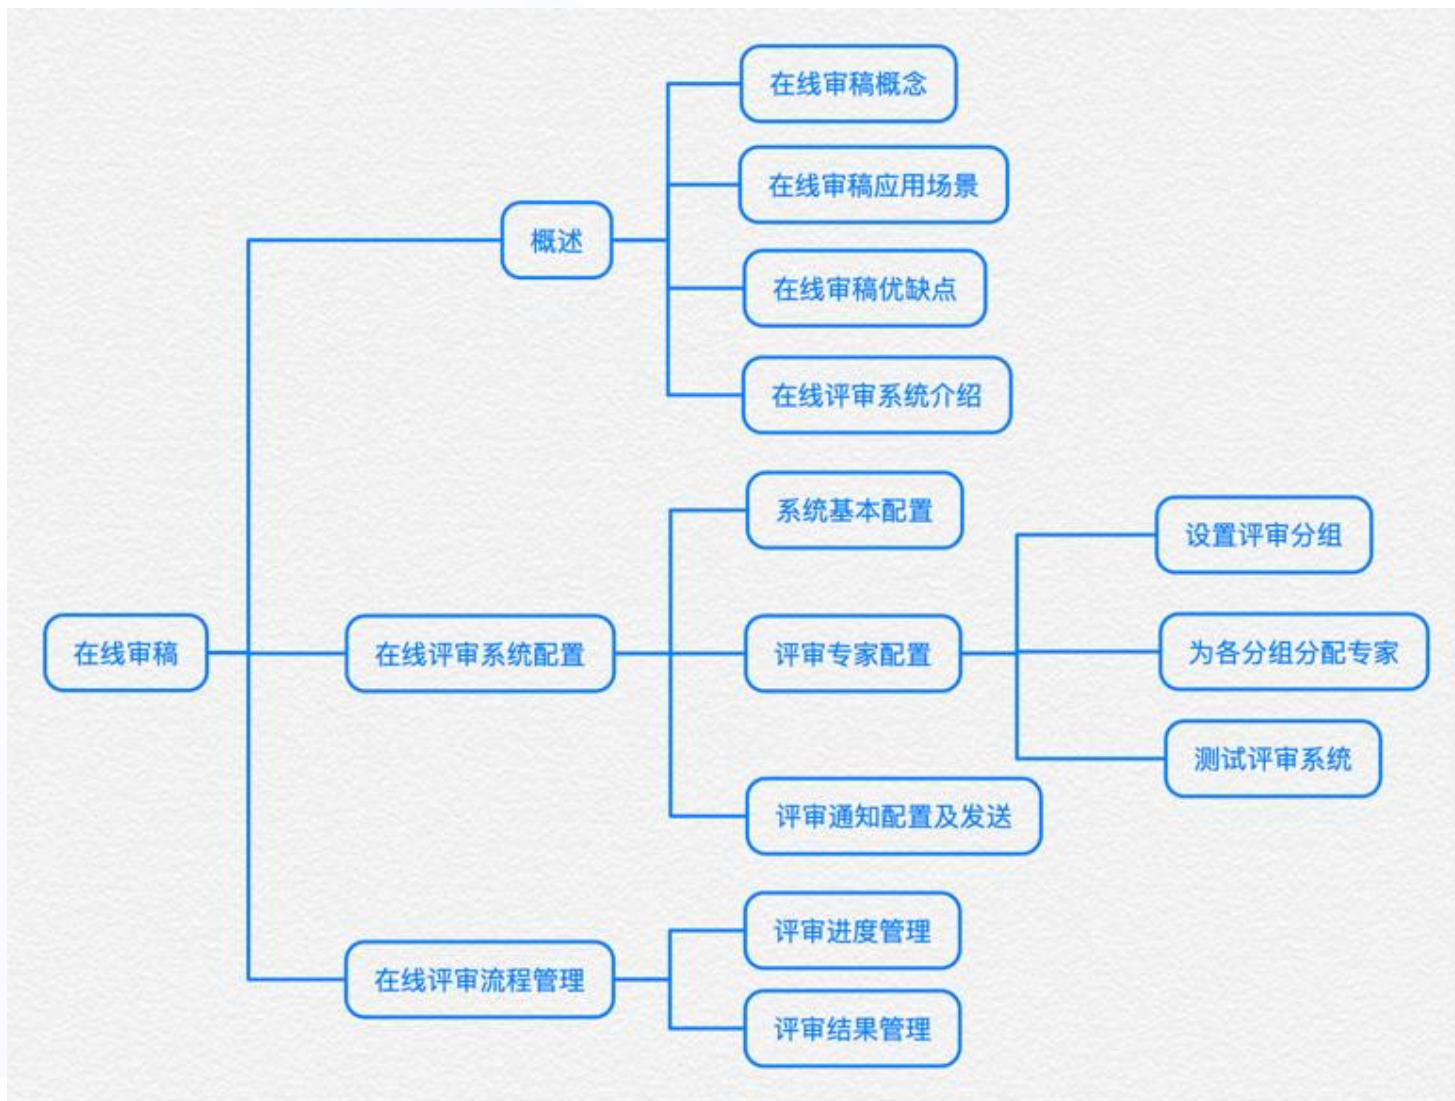 在线审稿
概述
在线审稿概念
在线审稿应用场景
在线审稿优缺点
在线评审系统介绍
在线评审系统配置
系统基本配置
评审专家配置
设置评审分组
为各分组分配专家
测试评审系统
评审通知配置及发送
在线评审流程管理
评审进度管理
评审结果管理